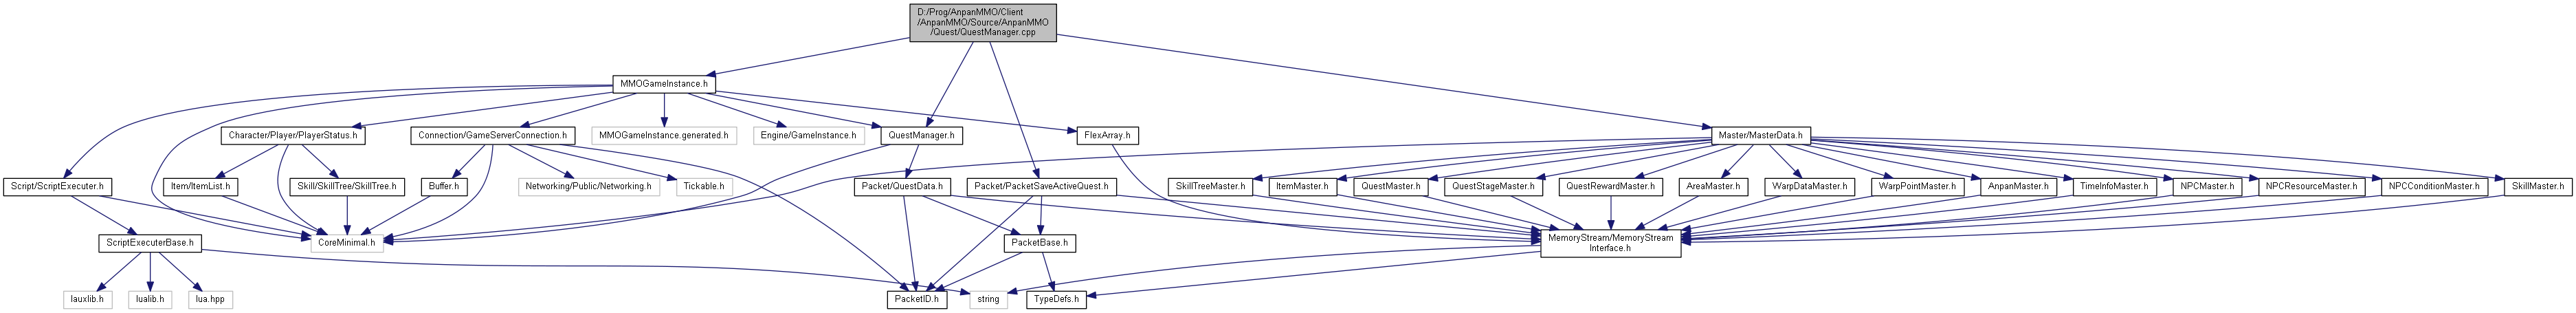 D:/Prog/AnpanMMO/Client
/AnpanMMO/Source/AnpanMMO
/Quest/QuestManager.cpp
MMOGameInstance.h
Character/Player/PlayerStatus.h
Connection/GameServerConnection.h
MMOGameInstance.generated.h
Engine/GameInstance.h
QuestManager.h
FlexArray.h
Master/MasterData.h
Script/ScriptExecuter.h
Item/ItemList.h
Skill/SkillTree/SkillTree.h
Buffer.h
Networking/Public/Networking.h
Tickable.h
Packet/QuestData.h
Packet/PacketSaveActiveQuest.h
SkillTreeMaster.h
ItemMaster.h
QuestMaster.h
QuestStageMaster.h
QuestRewardMaster.h
AreaMaster.h
WarpDataMaster.h
WarpPointMaster.h
AnpanMaster.h
TimeInfoMaster.h
NPCMaster.h
NPCResourceMaster.h
NPCConditionMaster.h
SkillMaster.h
ScriptExecuterBase.h
CoreMinimal.h
PacketBase.h
MemoryStream/MemoryStream
Interface.h
lauxlib.h
lualib.h
lua.hpp
PacketID.h
string
TypeDefs.h